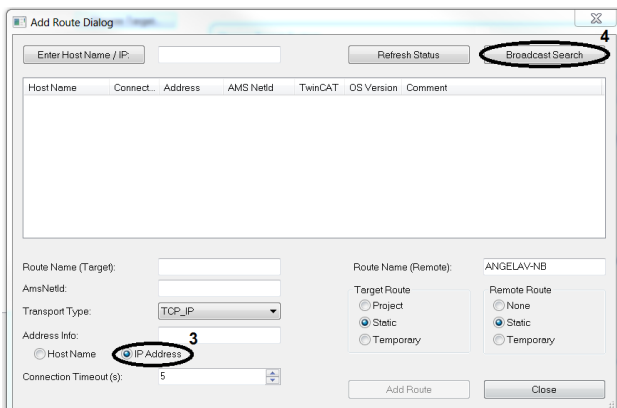 Add Route Dialog
4
Enter Host Name / IP: Refresh Status Broadcast Search
Host Name Connect... Address AMS NetId TwinCAT OS Version Comment
Route Name (Target): Route Name (Remote): ANGELAV-NB
AmsNetId: Target Route Remote Route
Transport Type: TCP_IP Project None
Address Info: 3 Static Static
Host Name IP Address Temporary Temporary
Connection Timeout (s): 5
Add Route Close